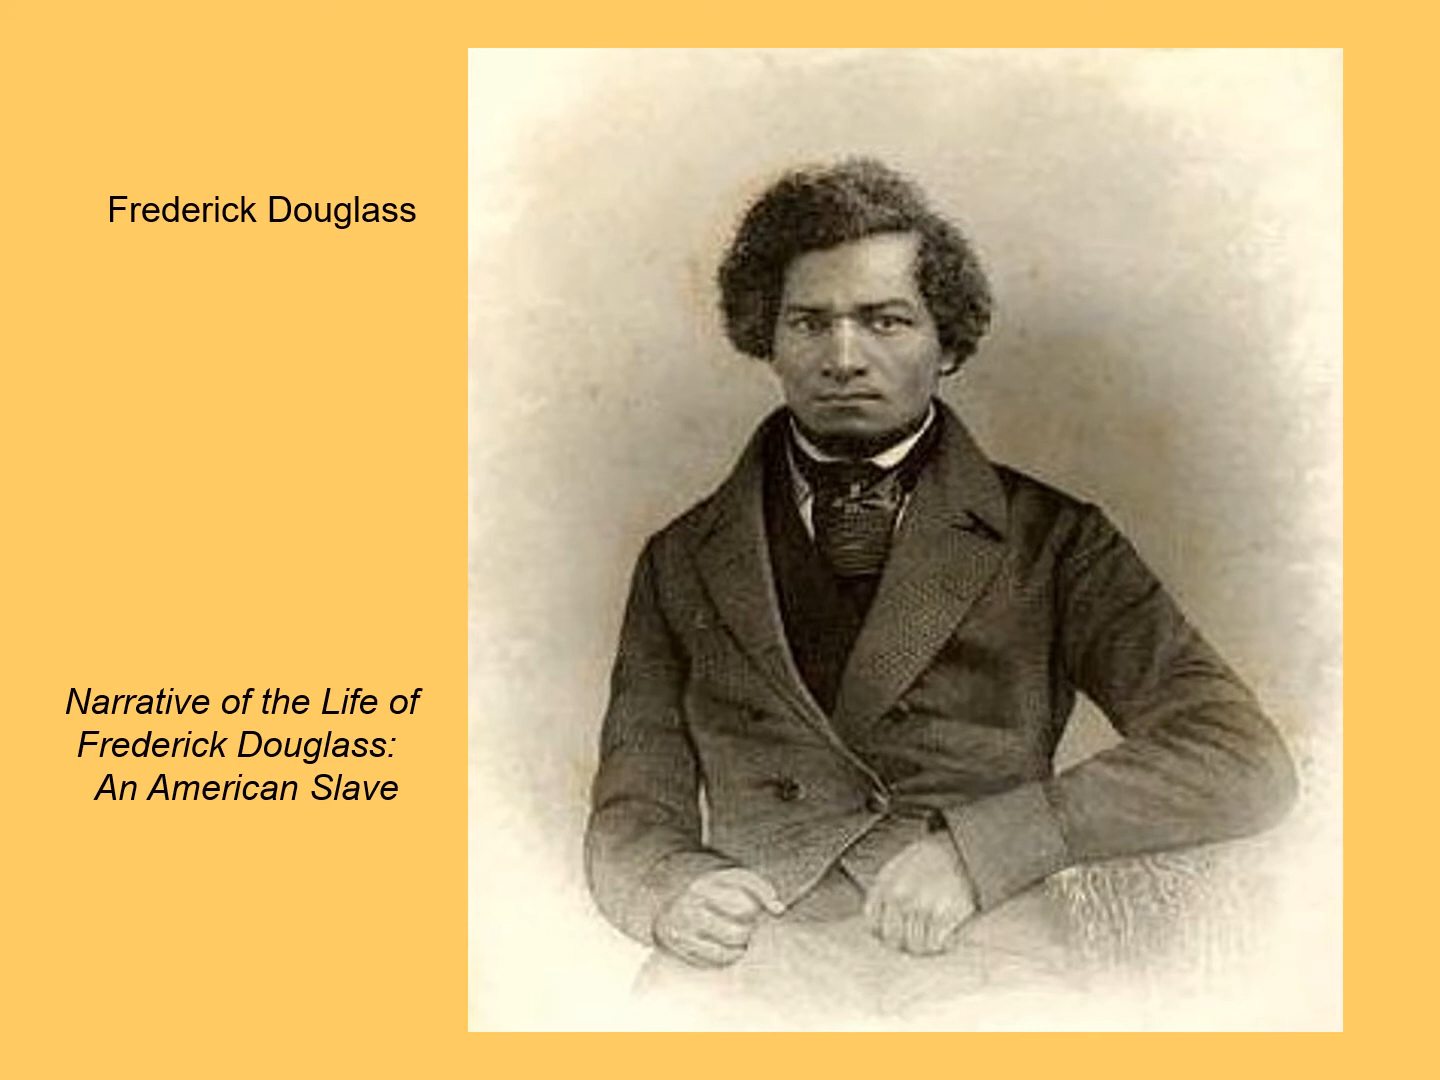 Frederick Douglass
Narrative of the Life of
Frederick Douglass:
An American Slave